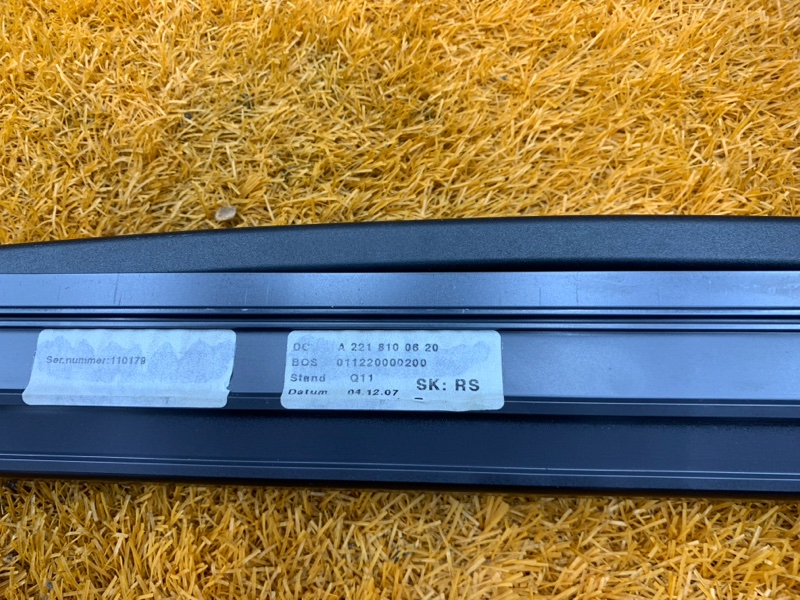 Ser.nummer:110179
DC A 221 810 06 20
BOS 011220000200
Stand Q11
SK: RS
Datum 04.12.07